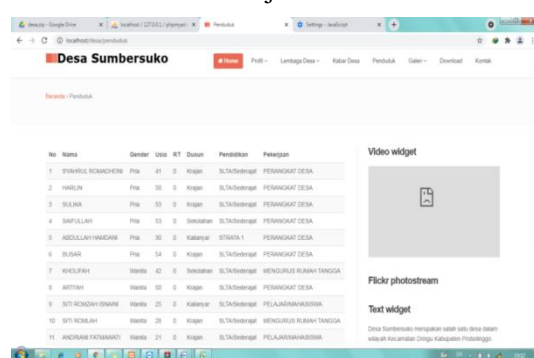 desa.zip - Google Drive
localhost / 127.0.0.1 / phpmyad
Penduduk
Settings - JavaScript
localhost/desa/penduduk
Desa Sumbersuko
Home Profil Lembaga Desa Kabar Desa Penduduk Galeri Download Kontak
Beranda / Penduduk
No Nama Gender Usia RT Dusun Pendidikan Pekerjaan
1 SYAHRUL ROMADHONI Pria 41 0 Krajan SLTA/Sederajat PERANGKAT DESA
2 HARLIN Pria 50 0 Krajan SLTA/Sederajat PERANGKAT DESA
3 SULIKA Pria 53 0 Krajan SLTA/Sederajat PERANGKAT DESA
4 SAIFULLAH Pria 53 0 Sekolahan SLTA/Sederajat PERANGKAT DESA
5 ABDULLAH HAMDANI Pria 30 0 Kalianyar STRATA 1 PERANGKAT DESA
6 BUSAR Pria 54 0 Krajan SLTA/Sederajat PERANGKAT DESA
7 KHOLIFAH Wanita 42 0 Sekolahan SLTA/Sederajat MENGURUS RUMAH TANGGA
8 ARTIYAH Wanita 50 0 Krajan SLTA/Sederajat PERANGKAT DESA
9 SITI ROMZAH ISNAINI Wanita 25 0 Kalianyar SLTA/Sederajat PELAJAR/MAHASISWA
10 SITI ROMLAH Wanita 26 0 Krajan SLTA/Sederajat MENGURUS RUMAH TANGGA
11 ANDRIANI FATMAWATI Wanita 21 0 Krajan SLTA/Sederajat PELAJAR/MAHASISWA
Video widget
Flickr photostream
Text widget
Desa Sumbersuko merupakan salah satu desa dalam
wilayah Kecamatan Dringu Kabupaten Probolinggo.